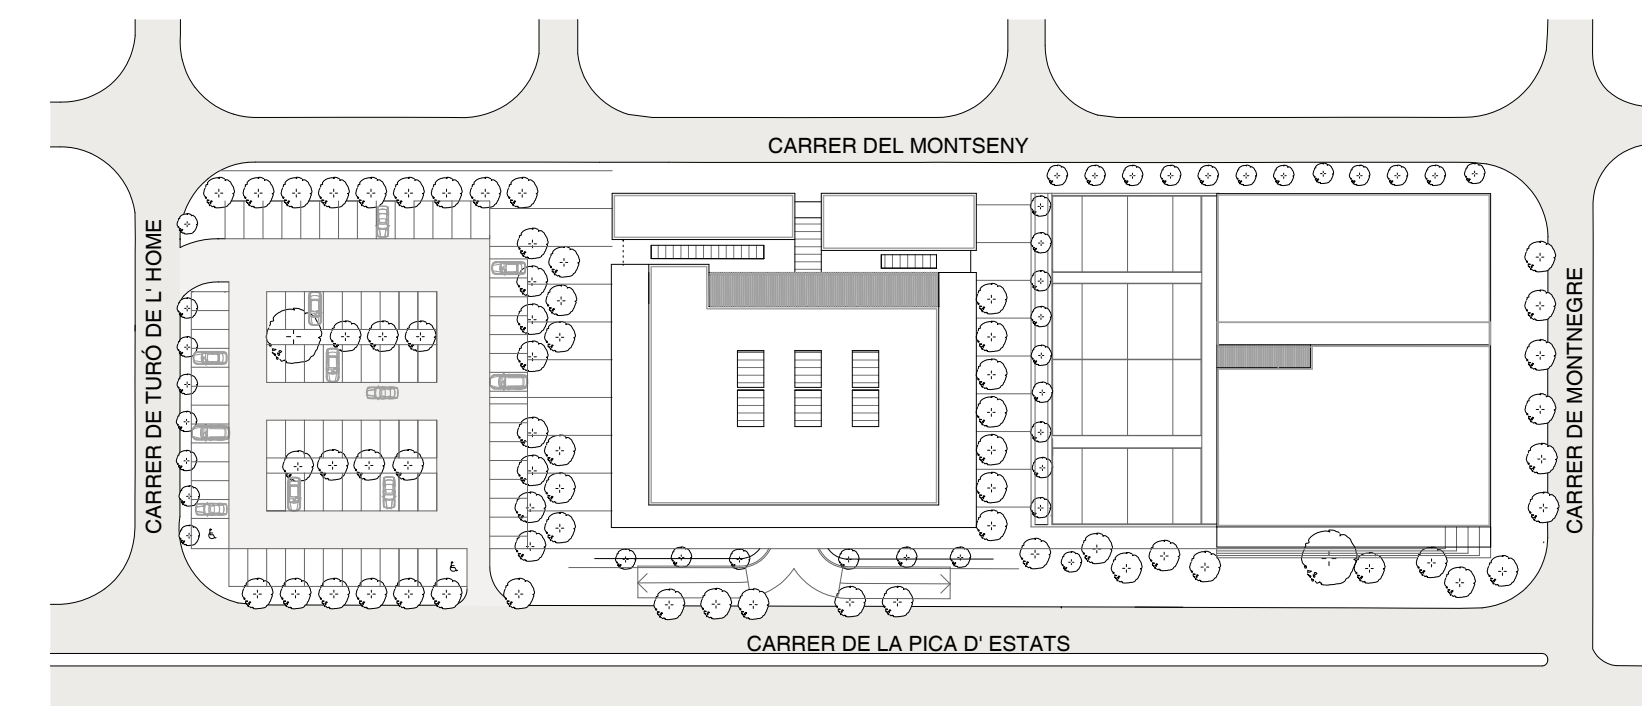 CARRER DEL MONTSENY
CARRER DE TURÓ DE L' HOME
CARRER DE MONTNEGRE
CARRER DE LA PICA D' ESTATS